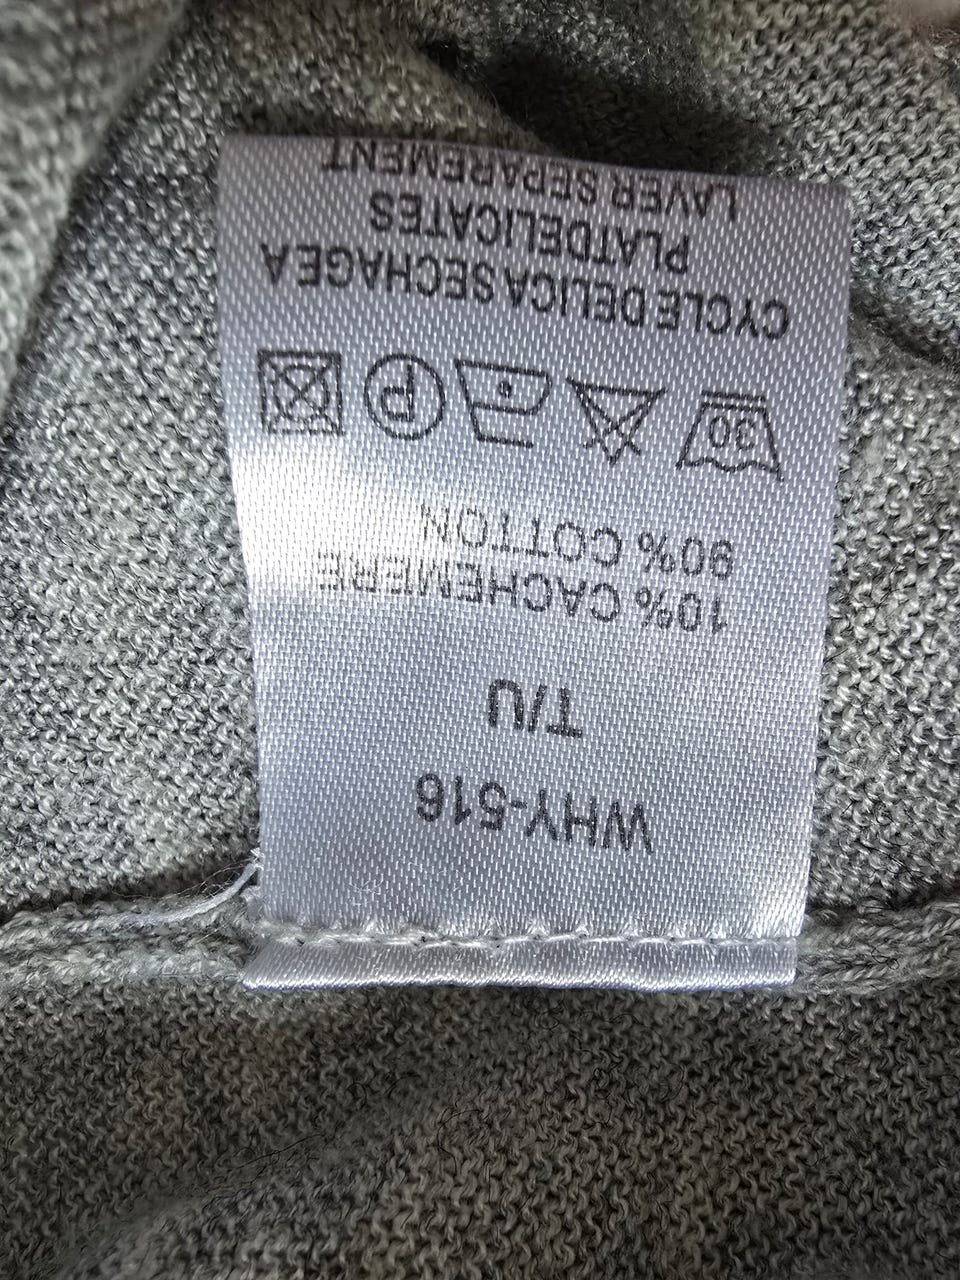 WHY-516
T/U
10% CACHEMERE
90% COTTON
30 P
CYCLE DELICA SECHAGE A
PLATDELICATES
LAVER SEPAREMENT